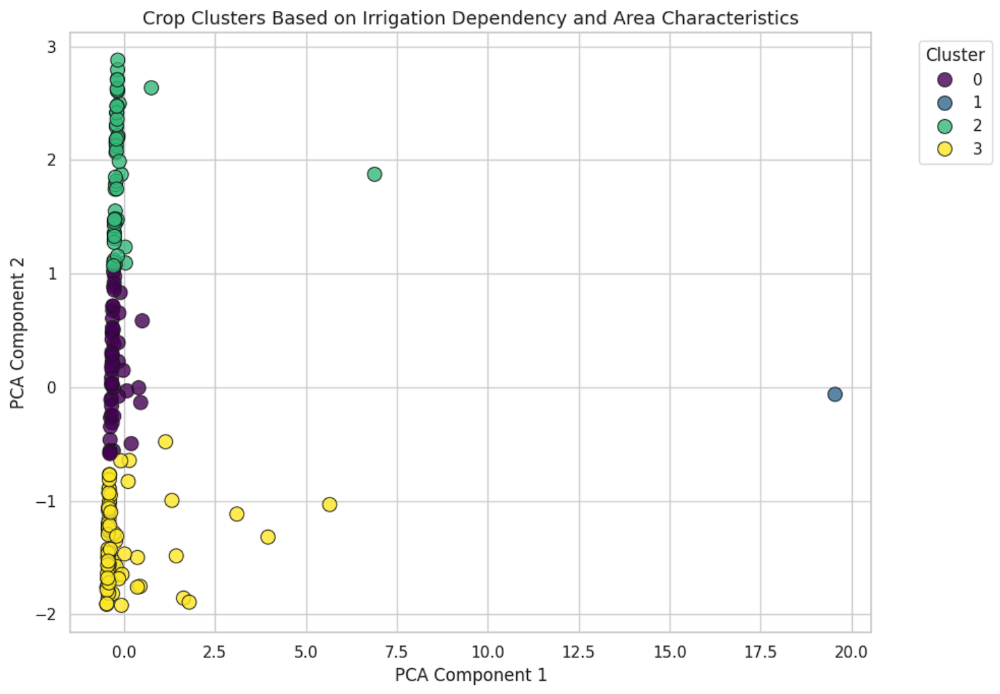 Crop Clusters Based on Irrigation Dependency and Area Characteristics
Cluster
0
1
2
3
PCA Component 2
3
2
1
0
−1
−2
0.0 2.5 5.0 7.5 10.0 12.5 15.0 17.5 20.0
PCA Component 1